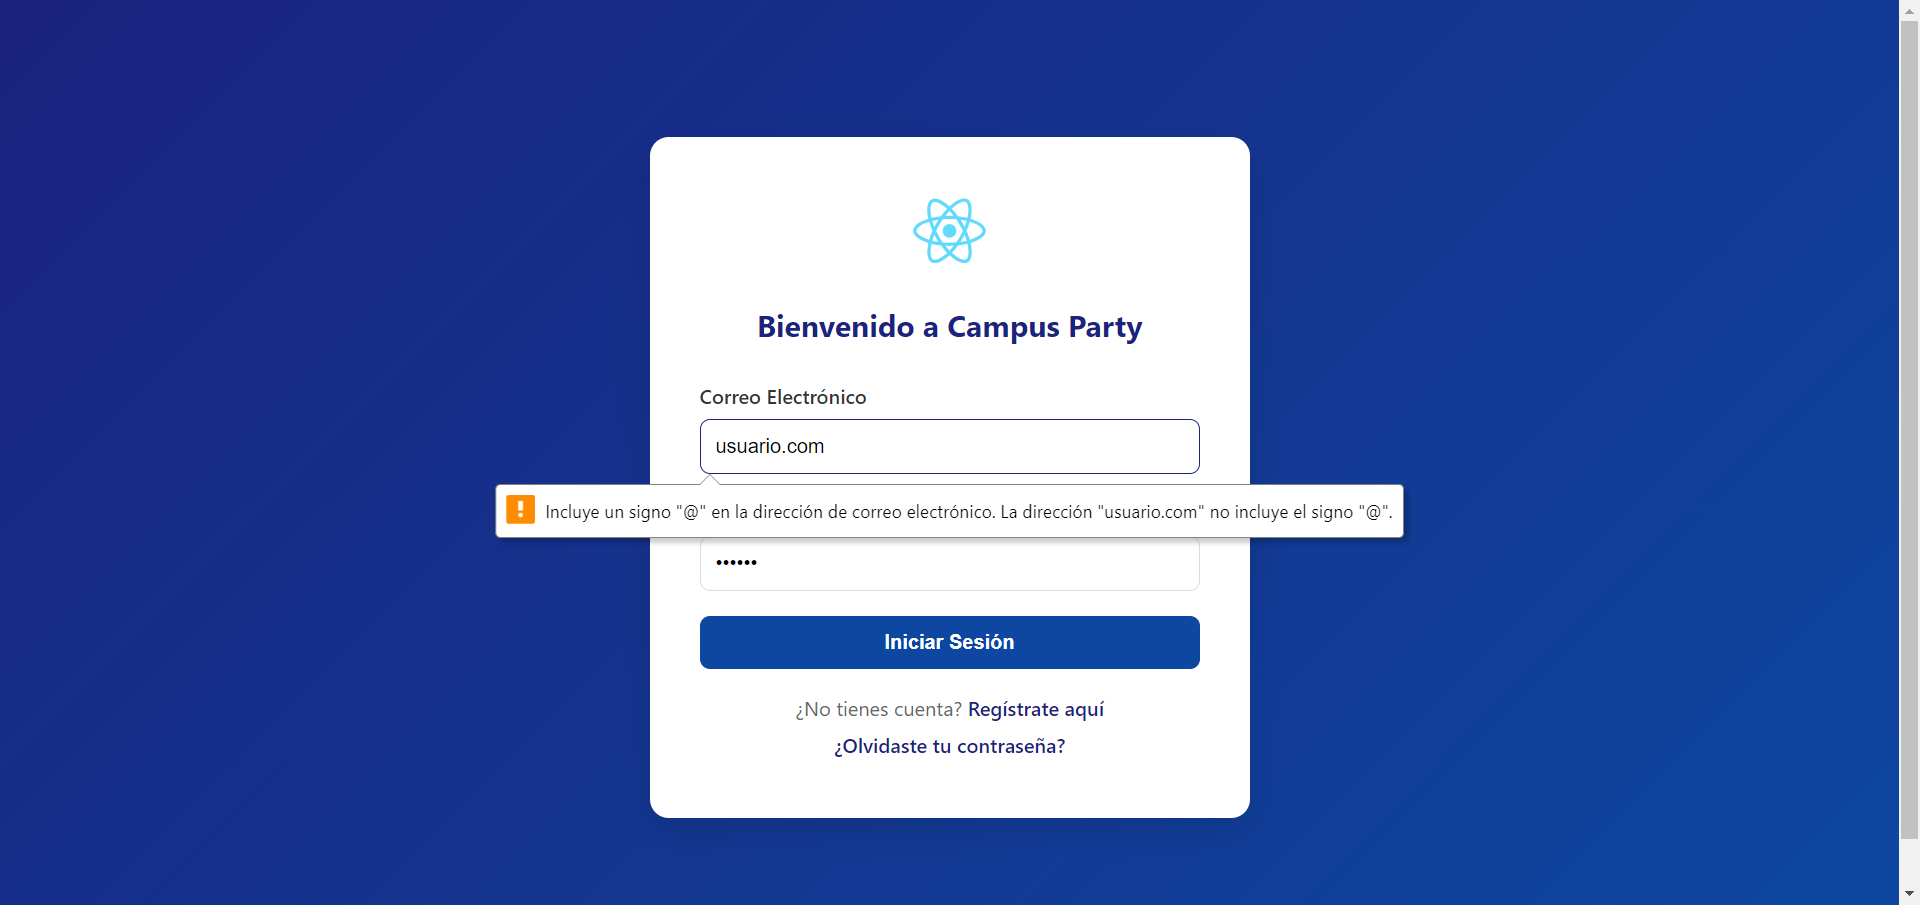 Bienvenido a Campus Party
Correo Electrónico
usuario.com
Incluye un signo "@" en la dirección de correo electrónico. La dirección "usuario.com" no incluye el signo "@".
••••••
Iniciar Sesión
¿No tienes cuenta? Regístrate aquí
¿Olvidaste tu contraseña?